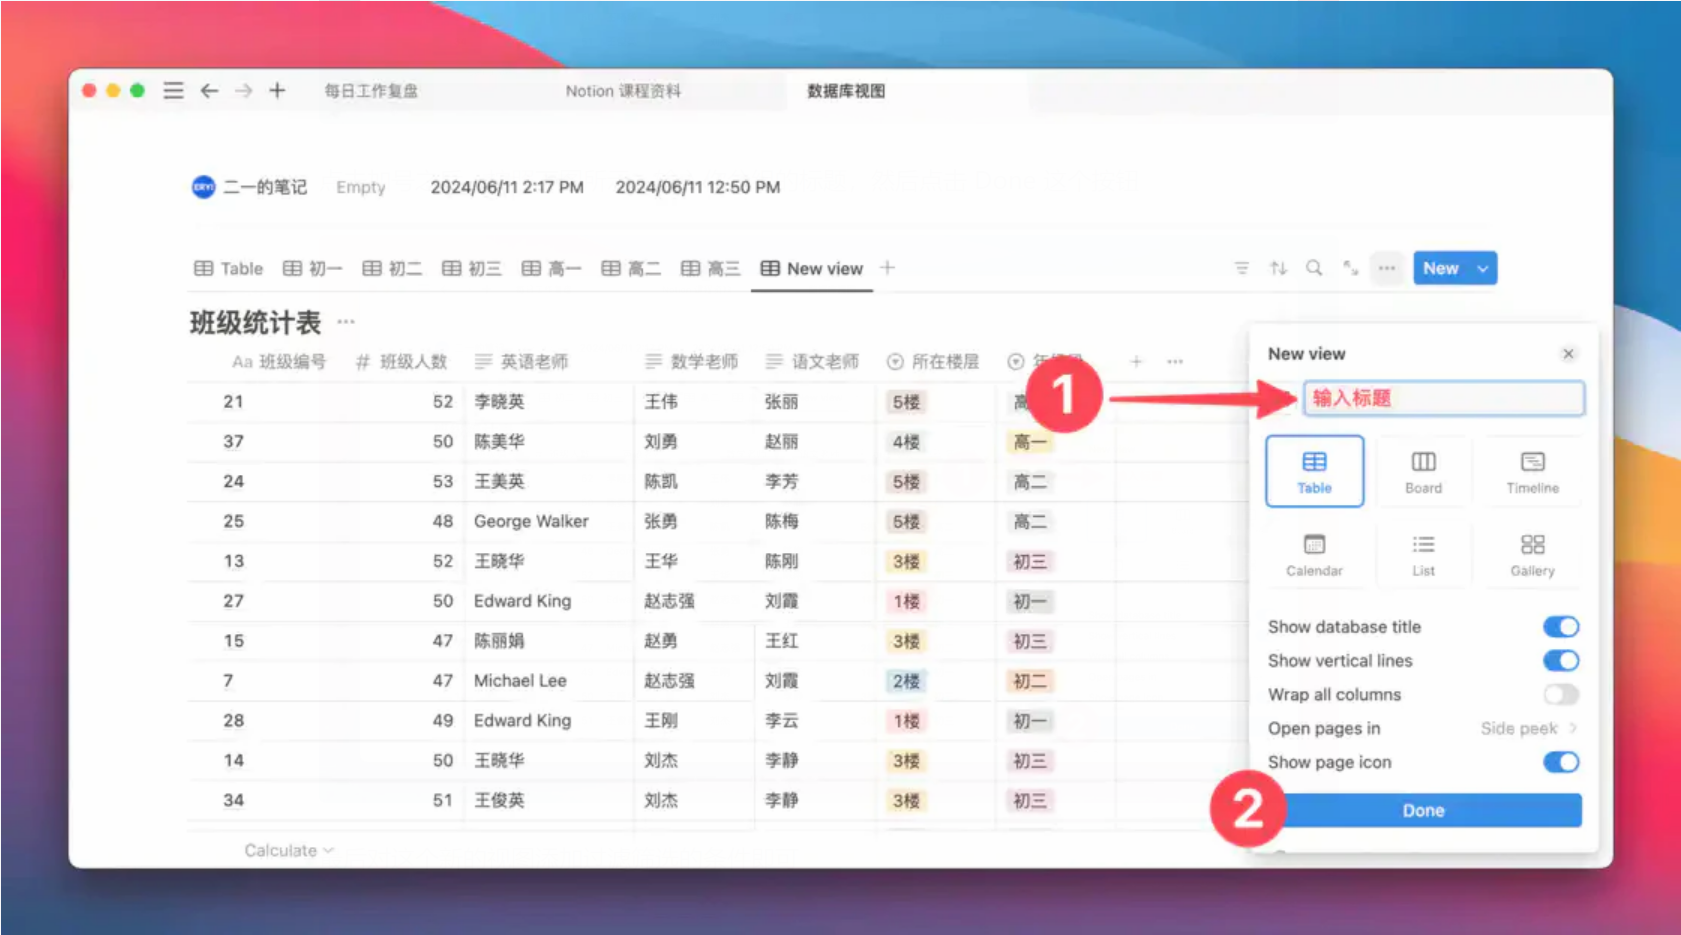 每日工作复盘 Notion 课程资料 数据库视图
ERYI 二一的笔记 Empty 2024/06/11 2:17 PM 2024/06/11 12:50 PM
Table 初一 初二 初三 高一 高二 高三 New view New
班级统计表
Aa 班级编号 # 班级人数 英语老师 数学老师 语文老师 所在楼层
21 52 李晓英 王伟 张丽 5楼 高
37 50 陈美华 刘勇 赵丽 4楼 高一
24 53 王美英 陈凯 李芳 5楼 高二
25 48 George Walker 张勇 陈梅 5楼 高二
13 52 王晓华 王华 陈刚 3楼 初三
27 50 Edward King 赵志强 刘霞 1楼 初一
15 47 陈丽娟 赵勇 王红 3楼 初三
7 47 Michael Lee 赵志强 刘霞 2楼 初二
28 49 Edward King 王刚 李云 1楼 初一
14 50 王晓华 刘杰 李静 3楼 初三
34 51 王俊英 刘杰 李静 3楼 初三
Calculate
New view
1
输入标题
Table Board Timeline
Calendar List Gallery
Show database title
Show vertical lines
Wrap all columns
Open pages in Side peek
Show page icon
2
Done